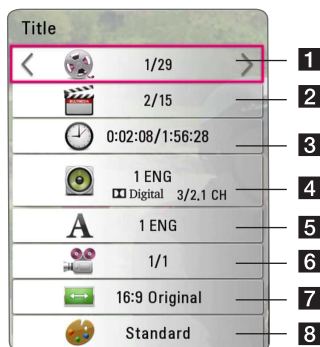 Title
1/29
1
2/15
2
0:02:08/1:56:28
3
1 ENG
Digital 3/2.1 CH
4
A
1 ENG
5
1/1
6
16:9 Original
7
Standard
8